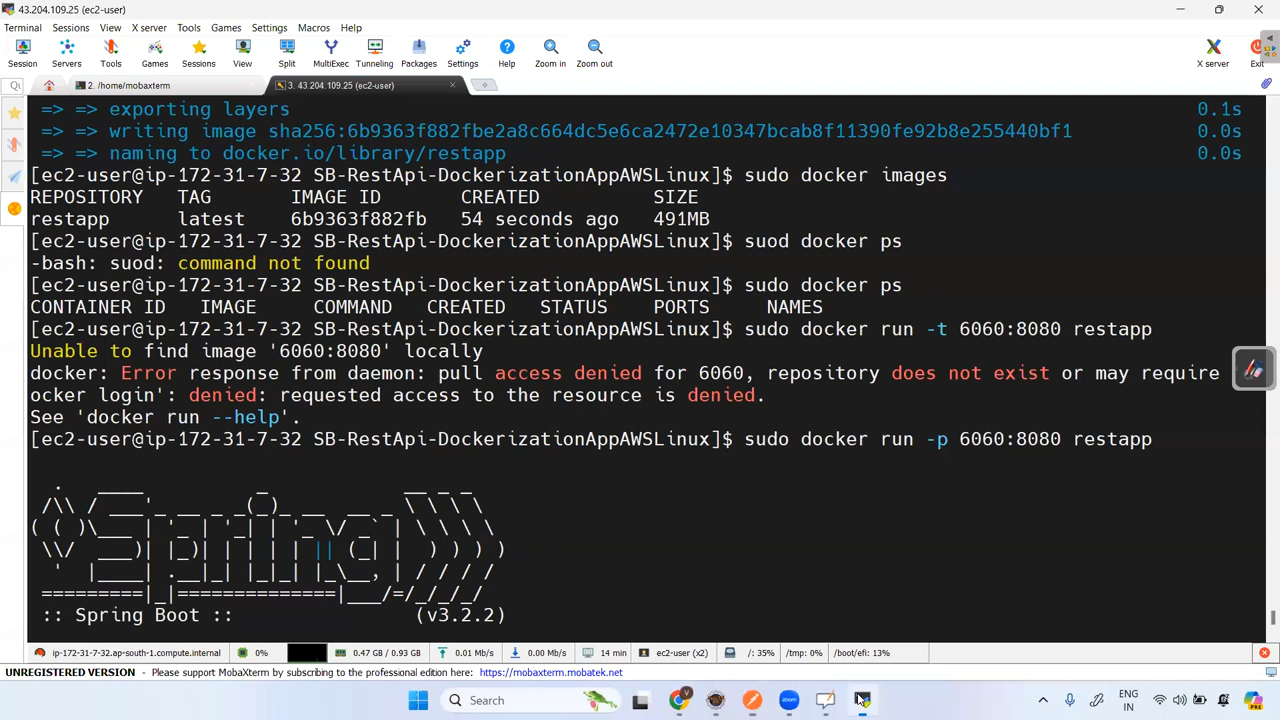 43.204.109.25 (ec2-user)
Terminal Sessions View X server Tools Games Settings Macros Help
Session Servers Tools Games Sessions View Split MultiExec Tunneling Packages Settings Help Zoom in Zoom out X server Exit
2. /home/mobaxterm 3. 43.204.109.25 (ec2-user)
=> => exporting layers 0.1s
=> => writing image sha256:6b9363f882fbe2a8c664dc5e6ca2472e10347bcab8f11390fe92b8e255440bf1 0.0s
=> => naming to docker.io/library/restapp 0.0s
[ec2-user@ip-172-31-7-32 SB-RestApi-DockerizationAppAWSLinux]$ sudo docker images
REPOSITORY TAG IMAGE ID CREATED SIZE
restapp latest 6b9363f882fb 54 seconds ago 491MB
[ec2-user@ip-172-31-7-32 SB-RestApi-DockerizationAppAWSLinux]$ suod docker ps
-bash: suod: command not found
[ec2-user@ip-172-31-7-32 SB-RestApi-DockerizationAppAWSLinux]$ sudo docker ps
CONTAINER ID IMAGE COMMAND CREATED STATUS PORTS NAMES
[ec2-user@ip-172-31-7-32 SB-RestApi-DockerizationAppAWSLinux]$ sudo docker run -t 6060:8080 restapp
Unable to find image '6060:8080' locally
docker: Error response from daemon: pull access denied for 6060, repository does not exist or may require
ocker login': denied: requested access to the resource is denied.
See 'docker run --help'.
[ec2-user@ip-172-31-7-32 SB-RestApi-DockerizationAppAWSLinux]$ sudo docker run -p 6060:8080 restapp
Spring
:: Spring Boot :: (v3.2.2)
ip-172-31-7-32.ap-south-1.compute.internal 0% 0.47 GB / 0.93 GB 0.01 Mb/s 0.00 Mb/s 14 min ec2-user (x2) /: 35% /tmp: 0% /boot/efi: 13%
UNREGISTERED VERSION - Please support MobaXterm by subscribing to the professional edition here: https://mobaxterm.mobatek.net
Search
zoom
ENG
IN